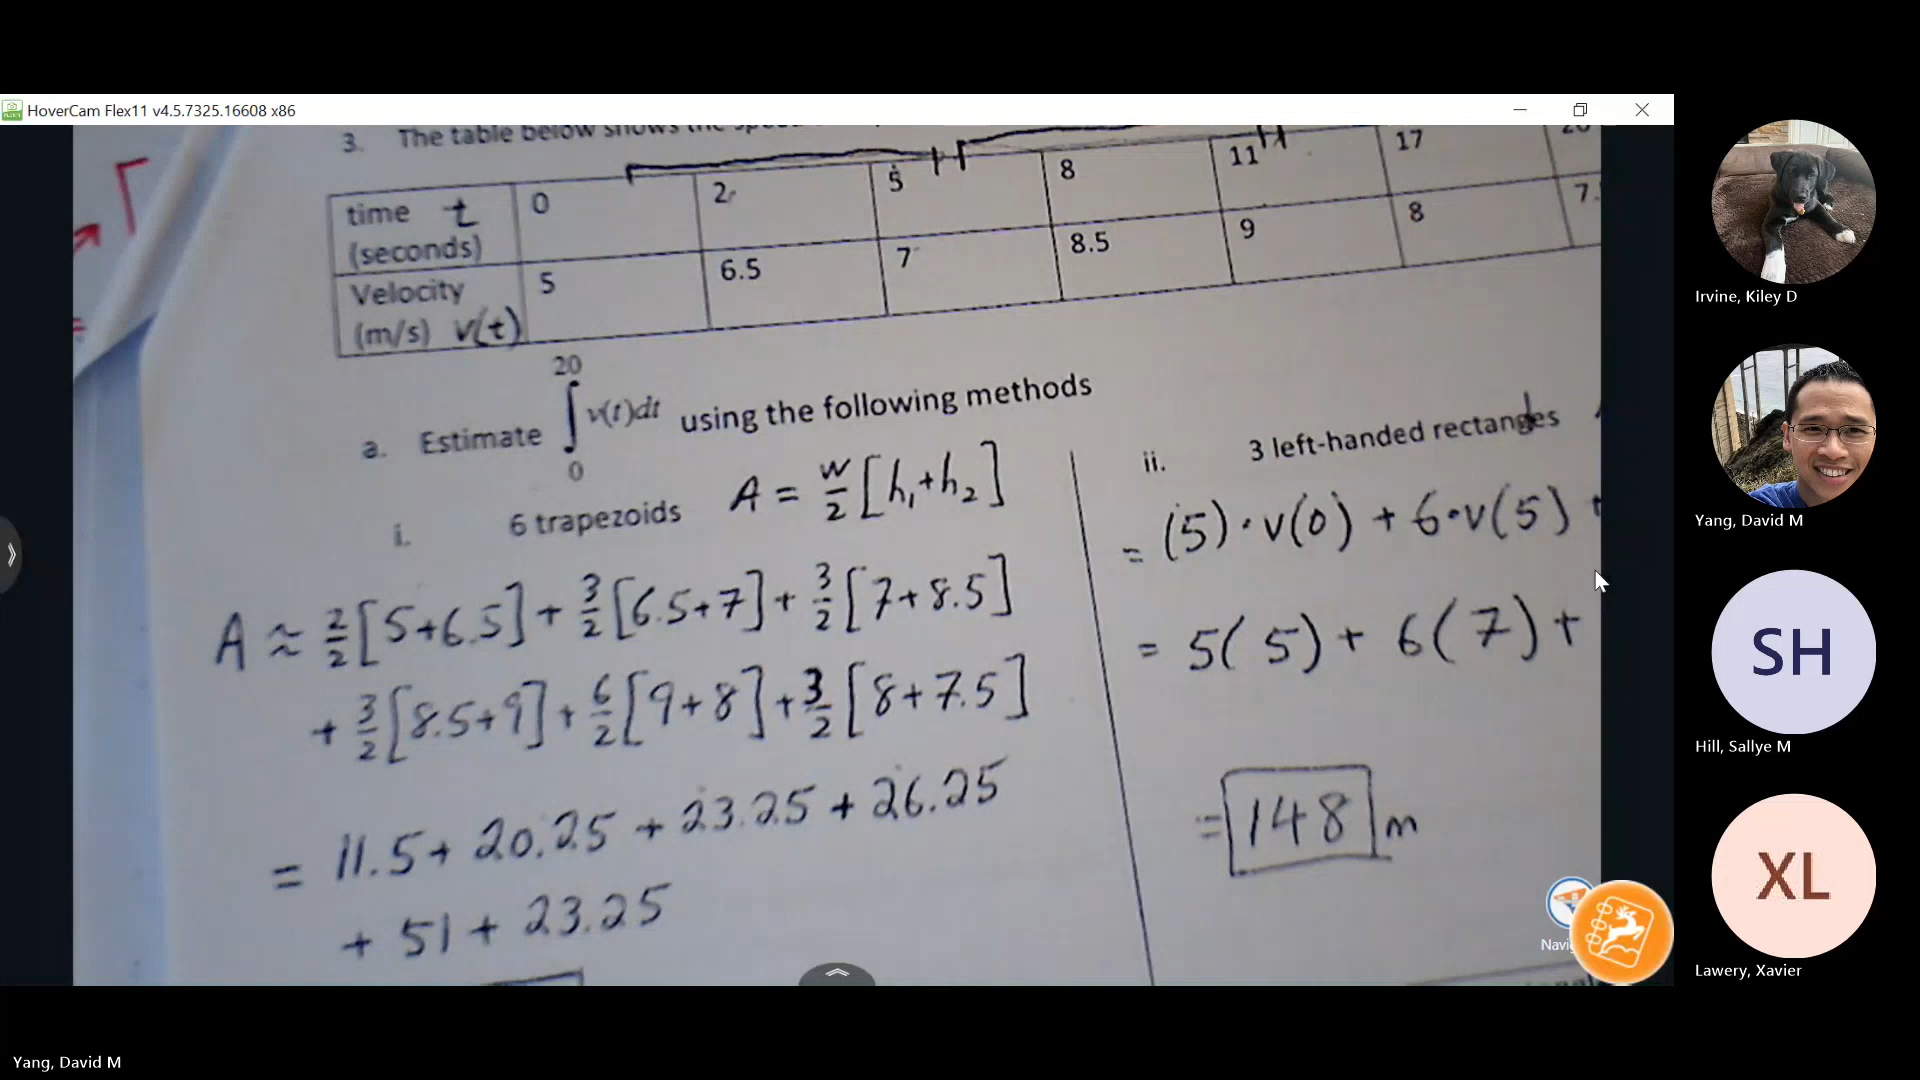 HoverCam Flex11 v4.5.7325.16608 x86
3. The table below shows the
time t 0 2 5 8 11 17
(seconds)
Velocity 5 6.5 7 8.5 9 8 7.
(m/s) v(t)
a. Estimate ∫₀²⁰ v(t)dt using the following methods
i. 6 trapezoids A = w/2 [h₁+h₂]
A ≈ 2/2[5+6.5] + 3/2[6.5+7] + 3/2[7+8.5]
+ 3/2[8.5+9] + 6/2[9+8] + 3/2[8+7.5]
= 11.5 + 20.25 + 23.25 + 26.25
+ 51 + 23.25
ii. 3 left-handed rectangles
= (5)·v(0) + 6·v(5) +
= 5(5) + 6(7) +
= 148 m
Navi
Irvine, Kiley D
Yang, David M
SH
Hill, Sallye M
XL
Lawery, Xavier
Yang, David M